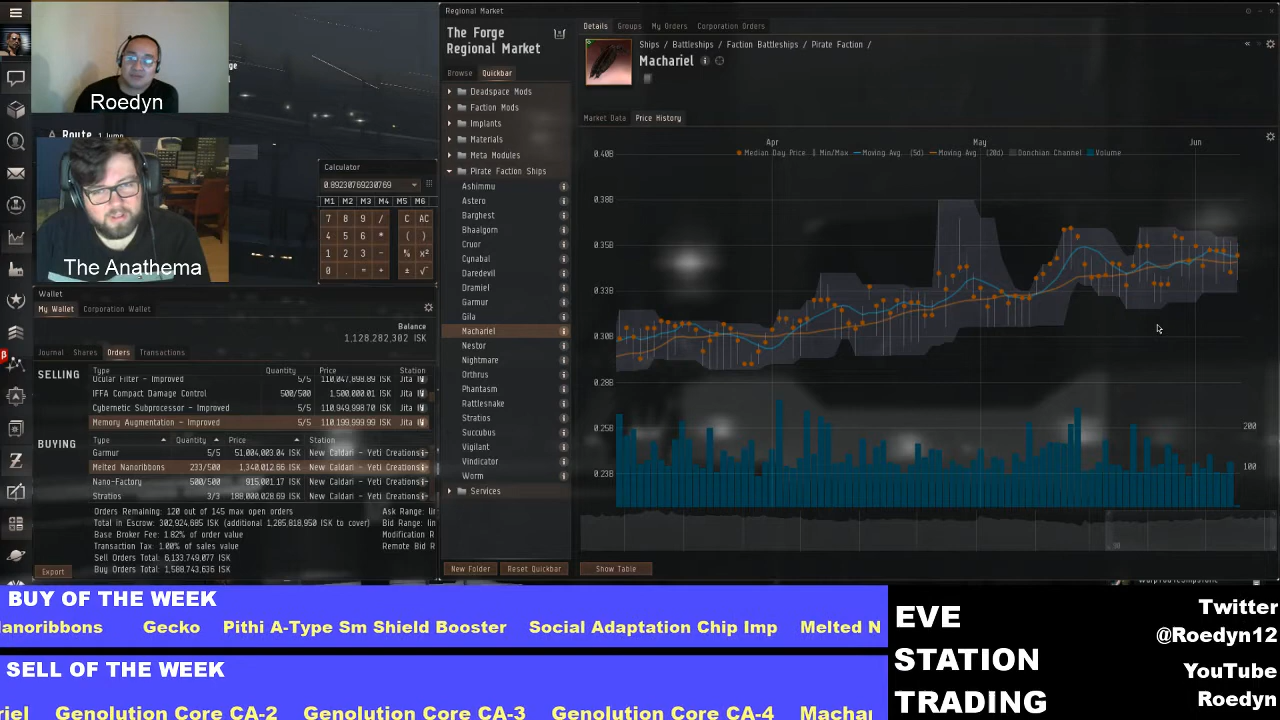 Roedyn
Route 1 Jump
The Anathema
Calculator
0.89230769230769
M1 M2 M3 M4 M5 M6
7 8 9 / C AC
4 5 6 * ( )
1 2 3 - % x²
0 . = + ± √
Wallet
My Wallet Corporation Wallet
Balance
1,128,282,302 ISK
Journal Shares Orders Transactions
SELLING
Type Quantity Price Station
Ocular Filter - Improved 5/5 110,047,898.89 ISK Jita
IFFA Compact Damage Control 500/500 1,500,000.01 ISK Jita
Cybernetic Subprocessor - Improved 5/5 110,949,998.70 ISK Jita
Memory Augmentation - Improved 5/5 110,199,999.99 ISK Jita
BUYING
Type Quantity Price Station
Garmur 5/5 51,004,003.04 ISK New Caldari - Yeti Creations
Melted Nanoribbons 233/500 1,340,012.66 ISK New Caldari - Yeti Creations
Nano-Factory 500/500 915,001.17 ISK New Caldari - Yeti Creations
Stratios 3/3 188,000,028.69 ISK New Caldari - Yeti Creations
Orders Remaining: 120 out of 145 max open orders
Total in Escrow: 302,924,685 ISK (additional 1,285,818,950 ISK to cover)
Base Broker Fee: 1.82% of order value
Transaction Tax: 1.00% of sales value
Sell Orders Total: 6,133,749,077 ISK
Buy Orders Total: 1,588,743,636 ISK
Ask Range: lim
Bid Range: lim
Modification R
Remote Bid R
Export
Regional Market
The Forge
Regional Market
Browse Quickbar
Deadspace Mods
Faction Mods
Implants
Materials
Meta Modules
Pirate Faction Ships
Ashimmu
Astero
Barghest
Bhaalgorn
Cruor
Cynabal
Daredevil
Dramiel
Garmur
Gila
Machariel
Nestor
Nightmare
Orthrus
Phantasm
Rattlesnake
Stratios
Succubus
Vigilant
Vindicator
Worm
Services
New Folder Reset Quickbar
Details Groups My Orders Corporation Orders
Ships / Battleships / Faction Battleships / Pirate Faction /
Machariel
Market Data Price History
Apr May Jun
Median Day Price Min/Max Moving Avg. (5d) Moving Avg. (20d) Donchian Channel Volume
0.40B
0.38B
0.35B
0.33B
0.30B
0.28B
0.25B 200
0.23B 100
Show Table
BUY OF THE WEEK
anoribbons Gecko Pithi A-Type Sm Shield Booster Social Adaptation Chip Imp Melted N
SELL OF THE WEEK
riel Genolution Core CA-2 Genolution Core CA-3 Genolution Core CA-4 Machar
EVE
STATION
TRADING
Twitter
@Roedyn12
YouTube
Roedyn